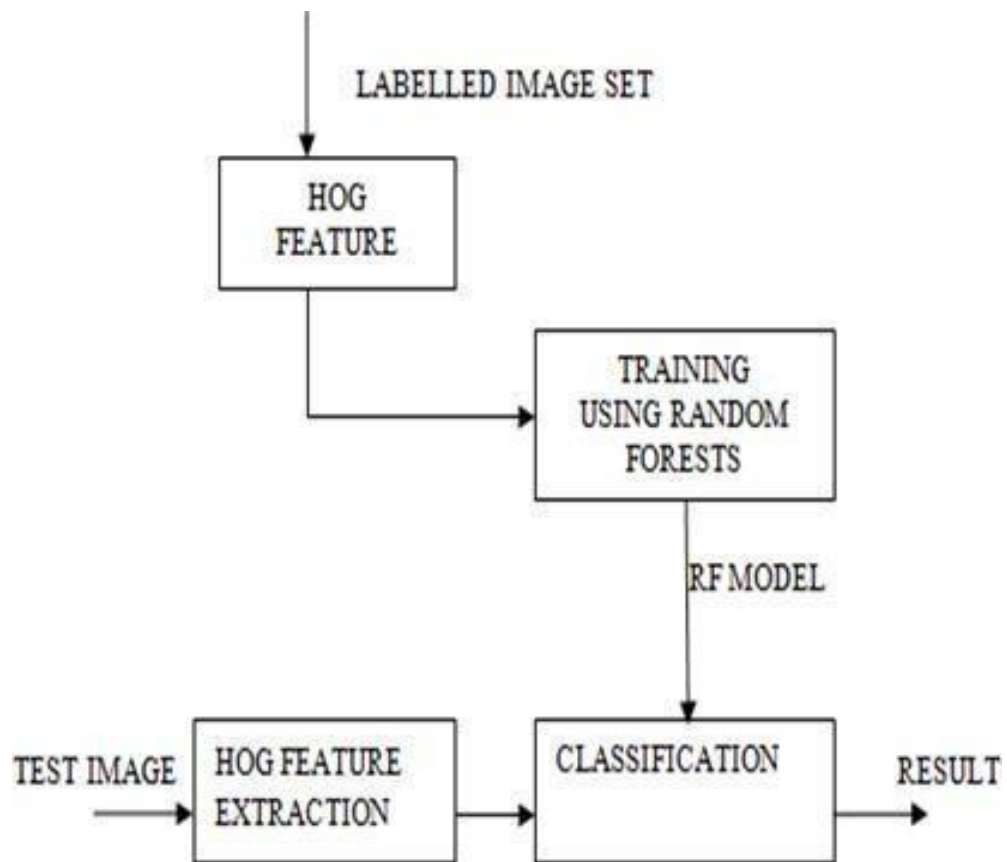 LABELLED IMAGE SET
HOG
FEATURE
TRAINING
USING RANDOM
FORESTS
RF MODEL
TEST IMAGE
HOG FEATURE
EXTRACTION
CLASSIFICATION
RESULT